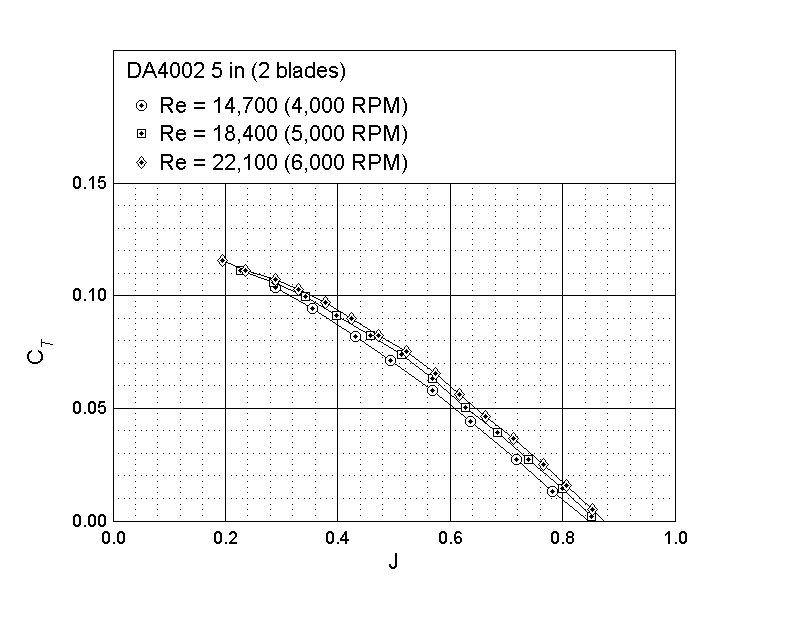 DA4002 5 in (2 blades)
Re = 14,700 (4,000 RPM)
Re = 18,400 (5,000 RPM)
Re = 22,100 (6,000 RPM)
0.15
0.10
C_T
0.05
0.00
0.0 0.2 0.4 0.6 0.8 1.0
J